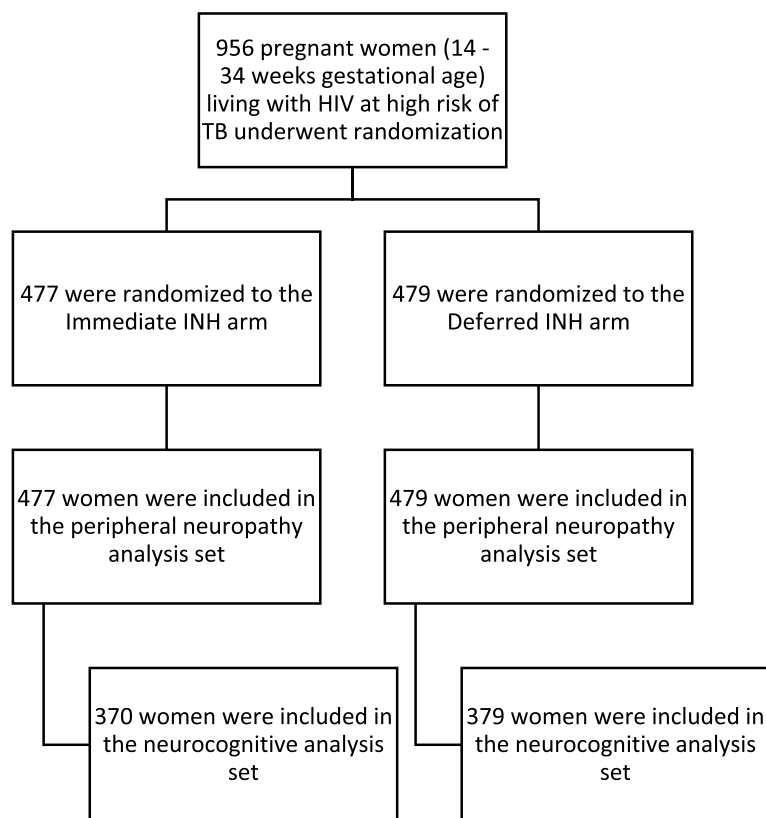 956 pregnant women (14 -
34 weeks gestational age)
living with HIV at high risk of
TB underwent randomization
477 were randomized to the
Immediate INH arm
479 were randomized to the
Deferred INH arm
477 women were included in
the peripheral neuropathy
analysis set
479 women were included in
the peripheral neuropathy
analysis set
370 women were included in
the neurocognitive analysis
set
379 women were included in
the neurocognitive analysis
set